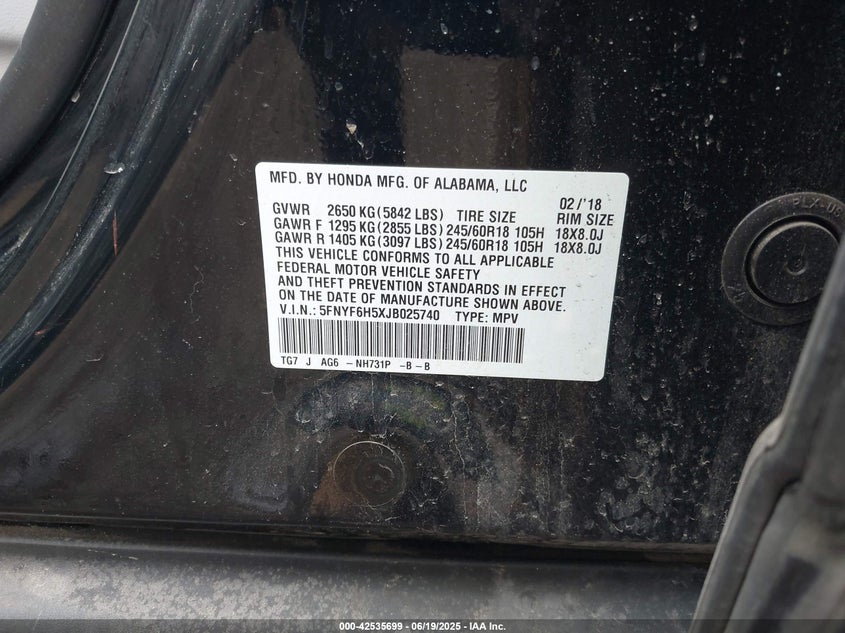 MFD. BY HONDA MFG. OF ALABAMA, LLC 02/'18
GVWR 2650 KG(5842 LBS) TIRE SIZE RIM SIZE
GAWR F 1295 KG(2855 LBS) 245/60R18 105H 18X8.0J
GAWR R 1405 KG(3097 LBS) 245/60R18 105H 18X8.0J
THIS VEHICLE CONFORMS TO ALL APPLICABLE
FEDERAL MOTOR VEHICLE SAFETY
AND THEFT PREVENTION STANDARDS IN EFFECT
ON THE DATE OF MANUFACTURE SHOWN ABOVE.
V.I.N.: 5FNYF6H5XJB025740 TYPE: MPV
TG7 J AG6 -NH731P -B-B
000-42535699 - 06/19/2025 - IAA Inc.